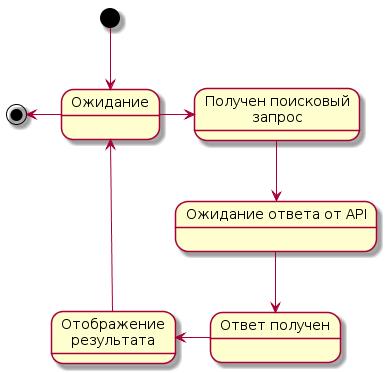 Ожидание
Получен поисковый
запрос
Ожидание ответа от API
Отображение
результата
Ответ получен